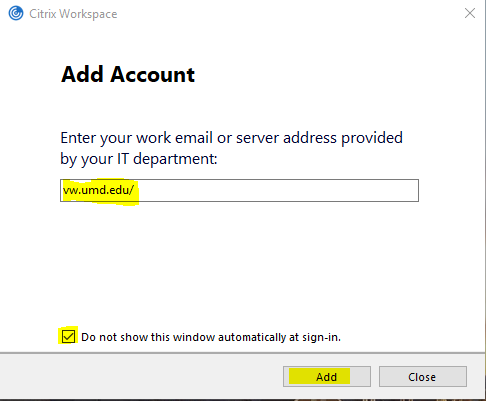 Citrix Workspace
Add Account
Enter your work email or server address provided
by your IT department:
vw.umd.edu/
Do not show this window automatically at sign-in.
Add
Close